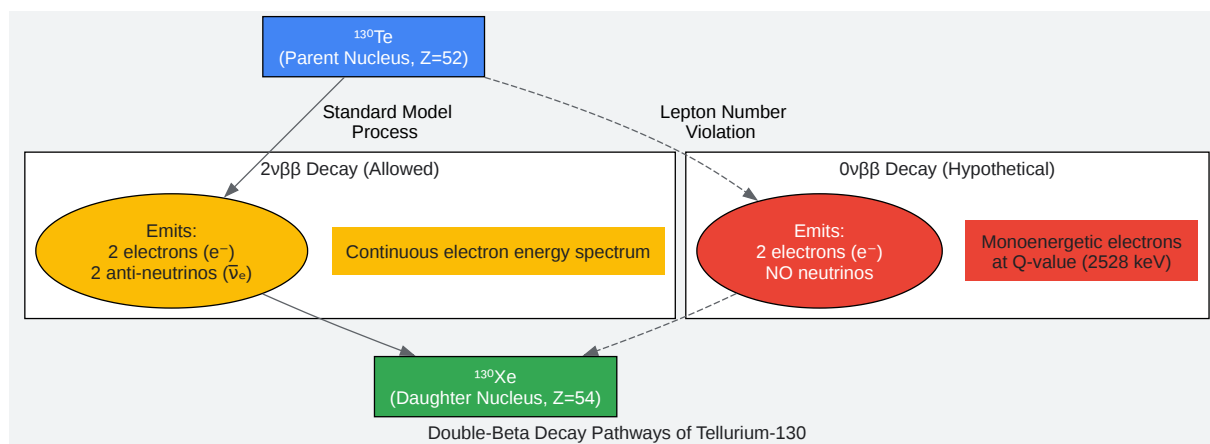 ¹³⁰Te
(Parent Nucleus, Z=52)
Standard Model
Process
Lepton Number
Violation
2νββ Decay (Allowed)
Emits:
2 electrons (e⁻)
2 anti-neutrinos (ν̅ₑ)
Continuous electron energy spectrum
0νββ Decay (Hypothetical)
Emits:
2 electrons (e⁻)
NO neutrinos
Monoenergetic electrons
at Q-value (2528 keV)
¹³⁰Xe
(Daughter Nucleus, Z=54)
Double-Beta Decay Pathways of Tellurium-130